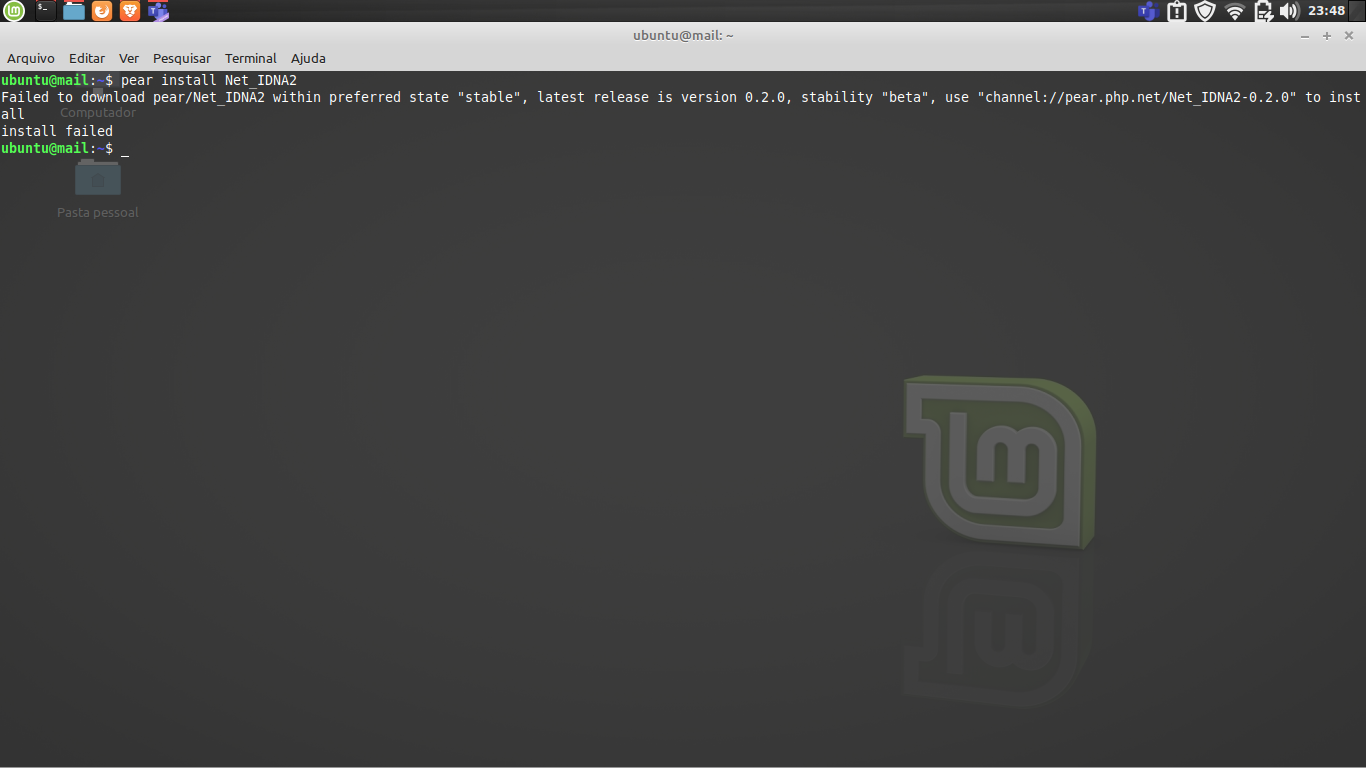 $_
23:48
ubuntu@mail: ~
Arquivo Editar Ver Pesquisar Terminal Ajuda
ubuntu@mail:~$ pear install Net_IDNA2
Failed to download pear/Net_IDNA2 within preferred state "stable", latest release is version 0.2.0, stability "beta", use "channel://pear.php.net/Net_IDNA2-0.2.0" to inst
all
Computador
install failed
ubuntu@mail:~$ _
Pasta pessoal